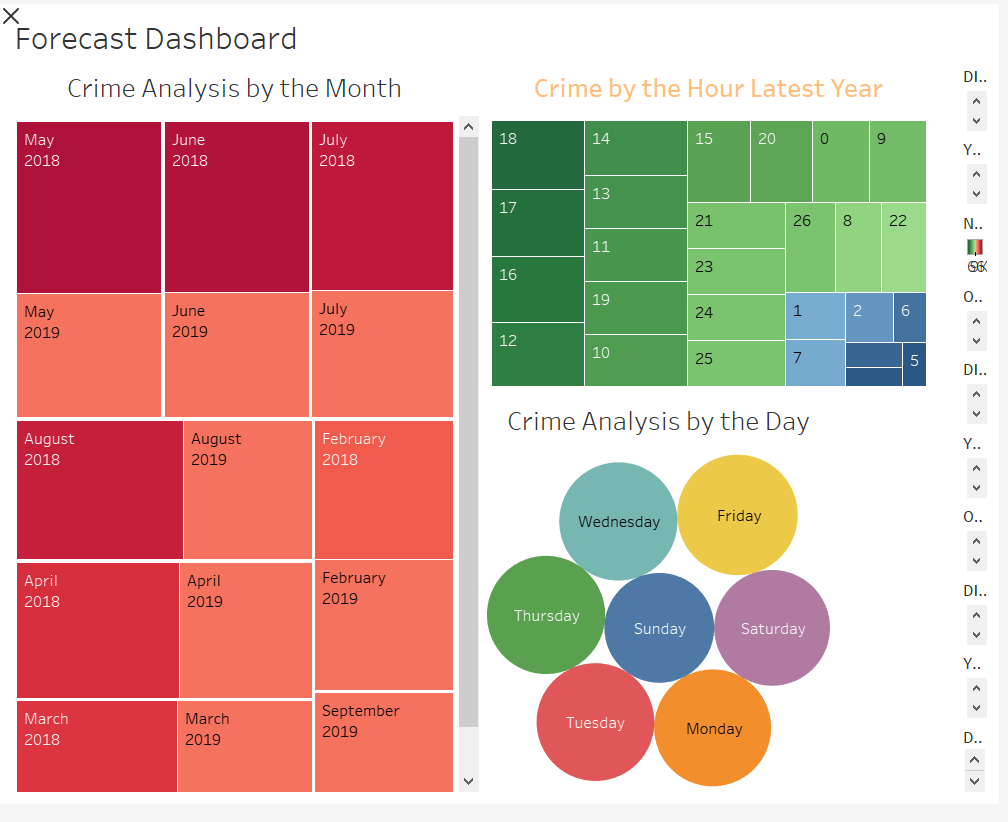 Forecast Dashboard
Crime Analysis by the Month
May
2018
June
2018
July
2018
May
2019
June
2019
July
2019
August
2018
August
2019
February
2018
April
2018
April
2019
February
2019
March
2018
March
2019
September
2019
Crime by the Hour Latest Year
18
17
16
12
14
13
11
19
10
15
20
0
9
21
23
24
25
26
8
22
1
2
6
7
5
Crime Analysis by the Day
Wednesday
Friday
Thursday
Sunday
Saturday
Tuesday
Monday
DI..
Y..
N..
O..
DI..
Y..
O..
DI..
Y..
D..